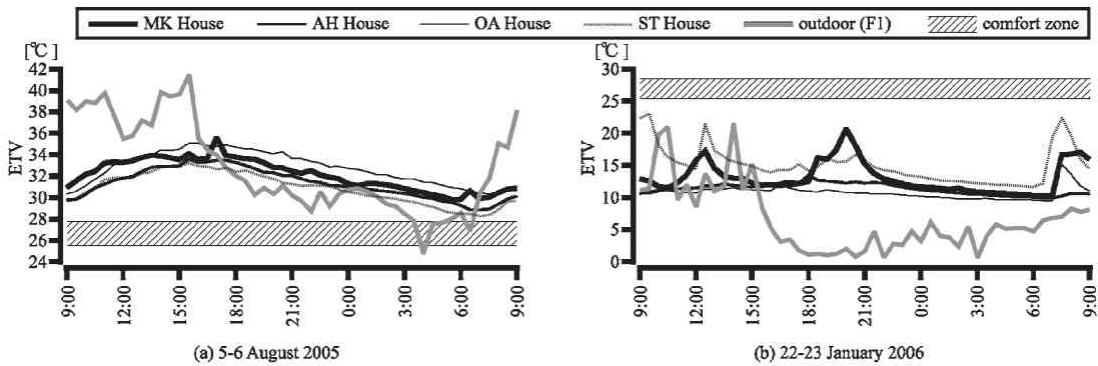 MK House AH House OA House ST House outdoor (F1) comfort zone
[℃]
42
40
38
36
34
32
30
28
26
24
ETV
9:00 12:00 15:00 18:00 21:00 0:00 3:00 6:00 9:00
(a) 5-6 August 2005
[℃]
30
25
20
15
10
5
0
ETV
9:00 12:00 15:00 18:00 21:00 0:00 3:00 6:00 9:00
(b) 22-23 January 2006